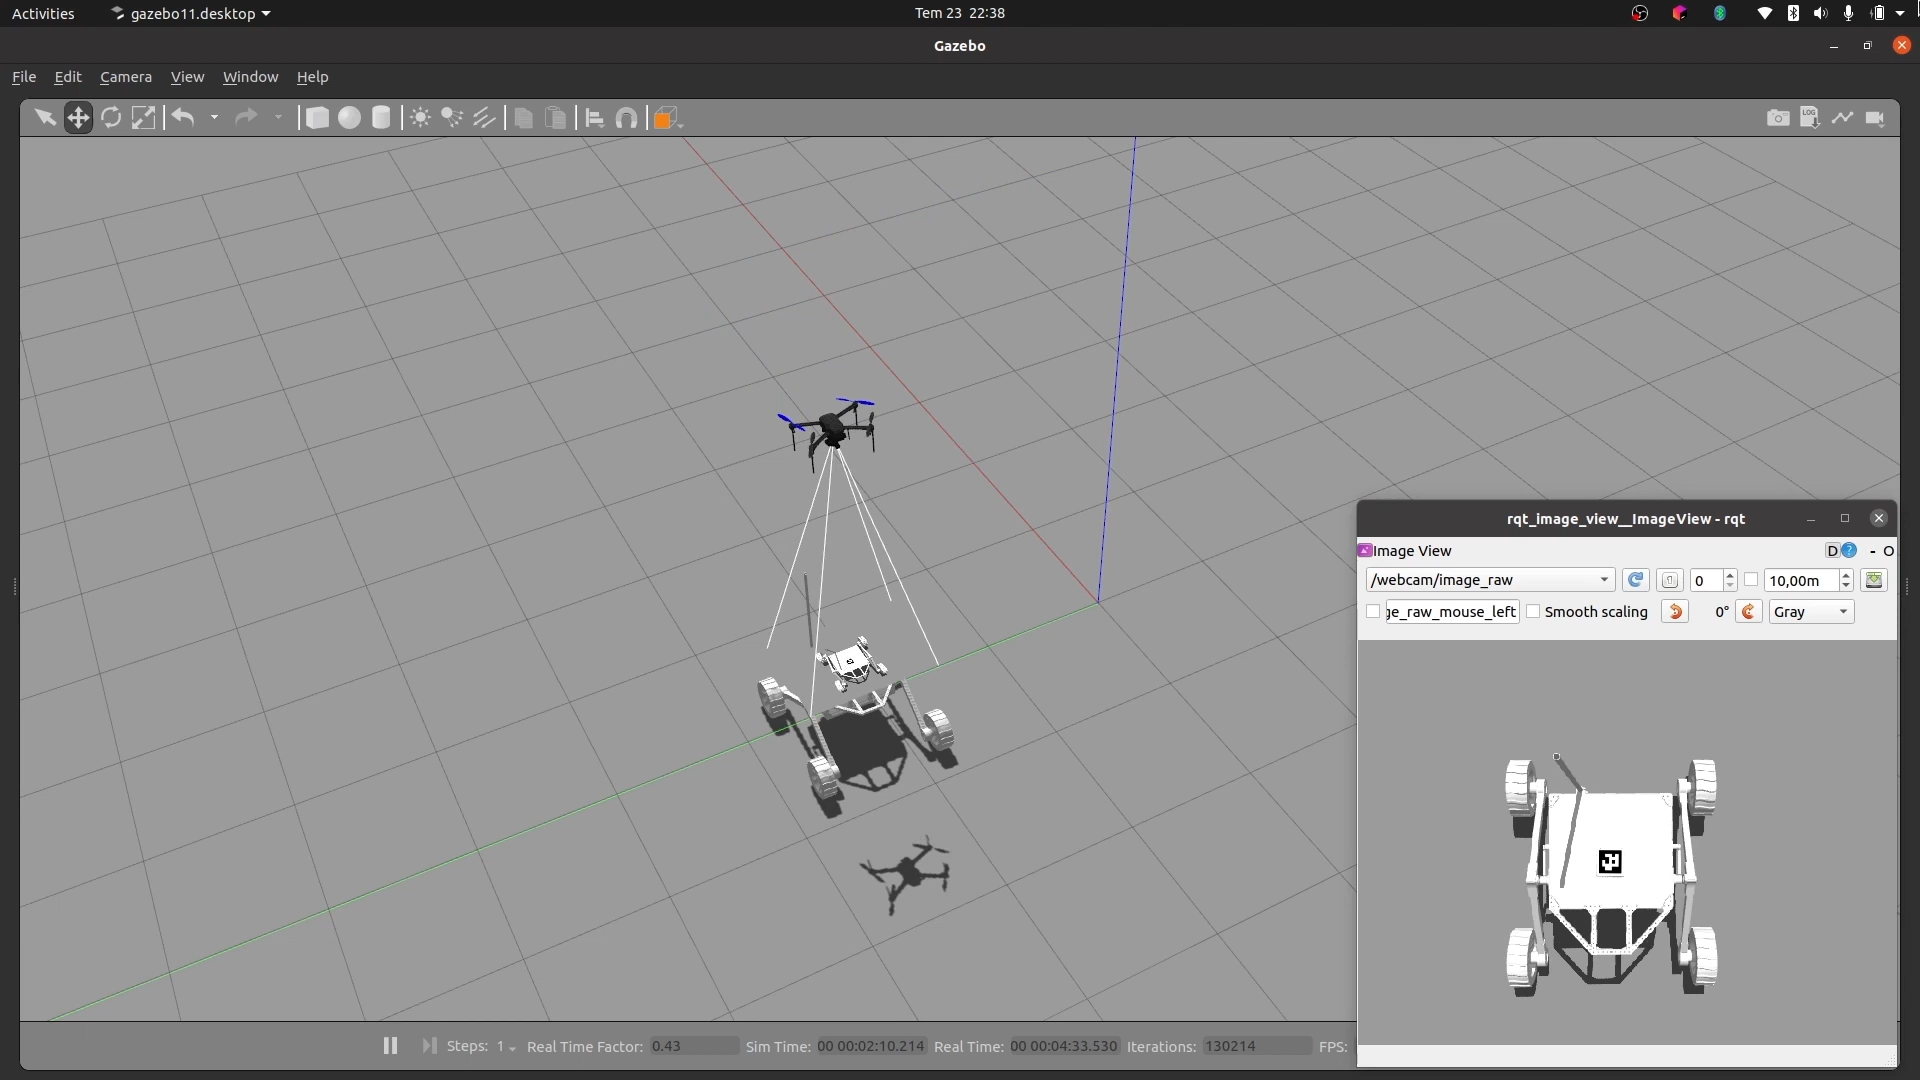 Activities gazebo11.desktop Tem 23 22:38
Gazebo
File Edit Camera View Window Help
LOG
rqt_image_view__ImageView - rqt
Image View D ? - O
/webcam/image_raw 1 0 10,00m
ge_raw_mouse_left Smooth scaling 0° Gray
Steps: 1 Real Time Factor: 0.43 Sim Time: 00 00:02:10.214 Real Time: 00 00:04:33.530 Iterations: 130214 FPS: